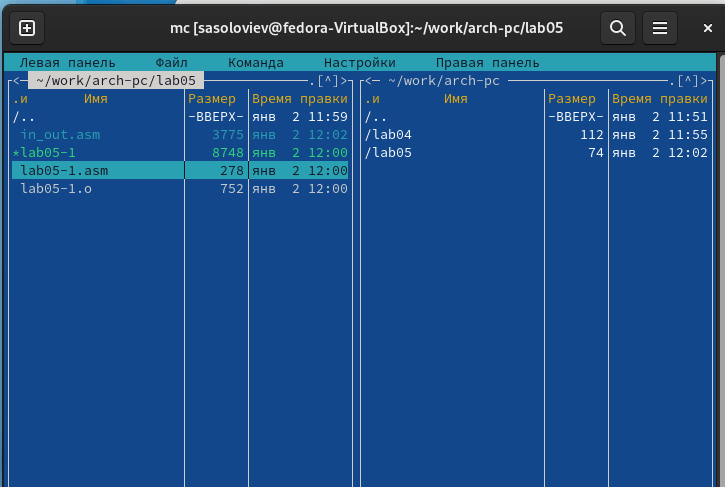 mc [sasoloviev@fedora-VirtualBox]:~/work/arch-pc/lab05
Левая панель Файл Команда Настройки Правая панель
<─ ~/work/arch-pc/lab05 ─.[^]>
.и Имя Размер Время правки
/.. -ВВЕРХ- янв 2 11:59
in_out.asm 3775 янв 2 12:02
*lab05-1 8748 янв 2 12:00
lab05-1.asm 278 янв 2 12:00
lab05-1.o 752 янв 2 12:00
<─ ~/work/arch-pc ─.[^]>
.и Имя Размер Время правки
/.. -ВВЕРХ- янв 2 11:51
/lab04 112 янв 2 11:55
/lab05 74 янв 2 12:02